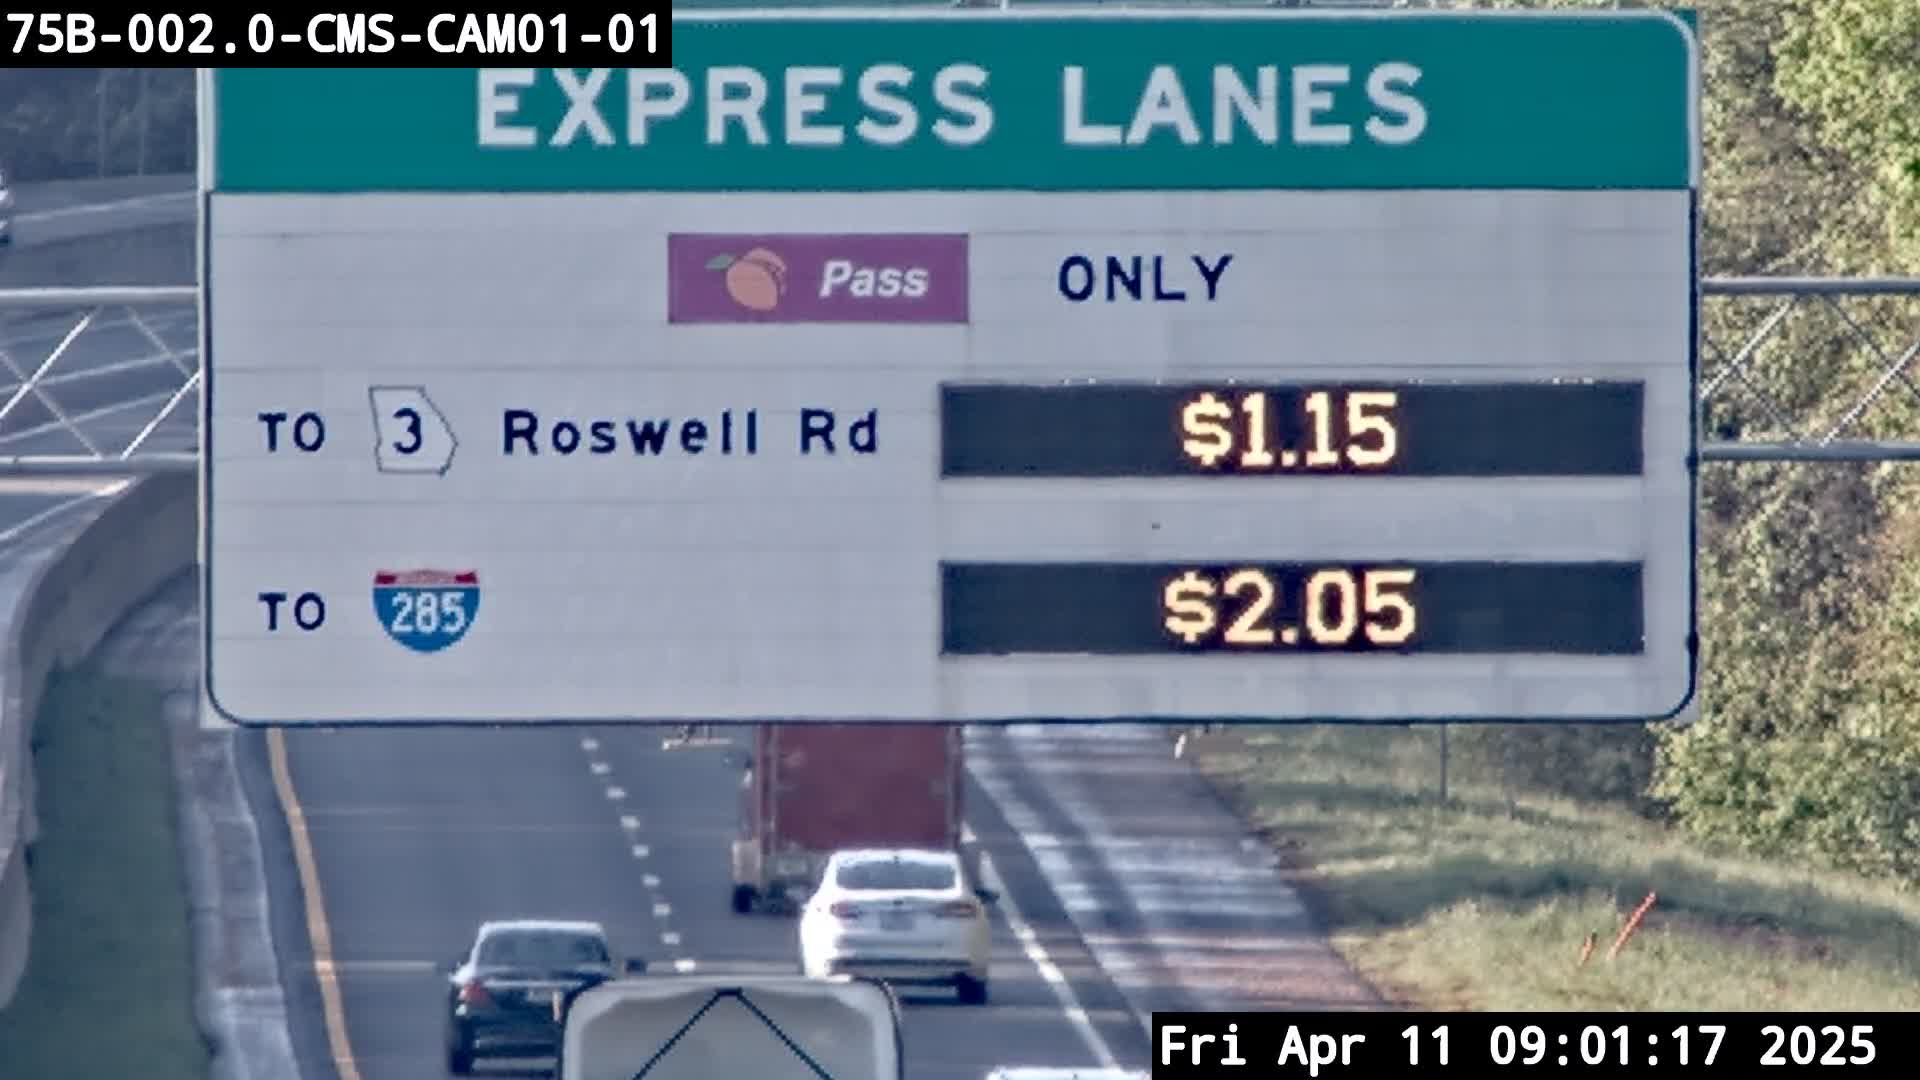 75B-002.0-CMS-CAM01-01
EXPRESS LANES
Pass ONLY
TO 3 Roswell Rd $1.15
TO 285 $2.05
Fri Apr 11 09:01:17 2025